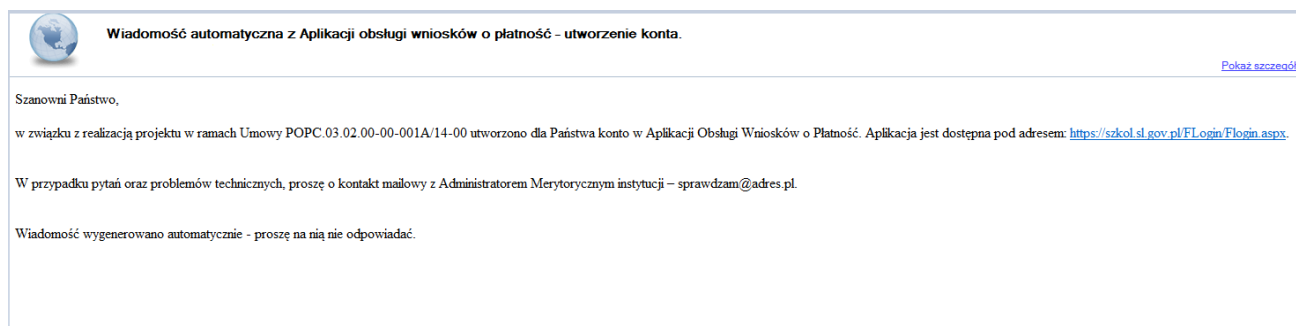 Wiadomość automatyczna z Aplikacji obsługi wniosków o płatność - utworzenie konta.
Pokaż szczegół
Szanowni Państwo,
w związku z realizacją projektu w ramach Umowy POPC.03.02.00-00-001A/14-00 utworzono dla Państwa konto w Aplikacji Obsługi Wniosków o Płatność. Aplikacja jest dostępna pod adresem: https://szkol.sl.gov.pl/FLogin/Flogin.aspx.
W przypadku pytań oraz problemów technicznych, proszę o kontakt mailowy z Administratorem Merytorycznym instytucji – sprawdzam@adres.pl.
Wiadomość wygenerowano automatycznie - proszę na nią nie odpowiadać.